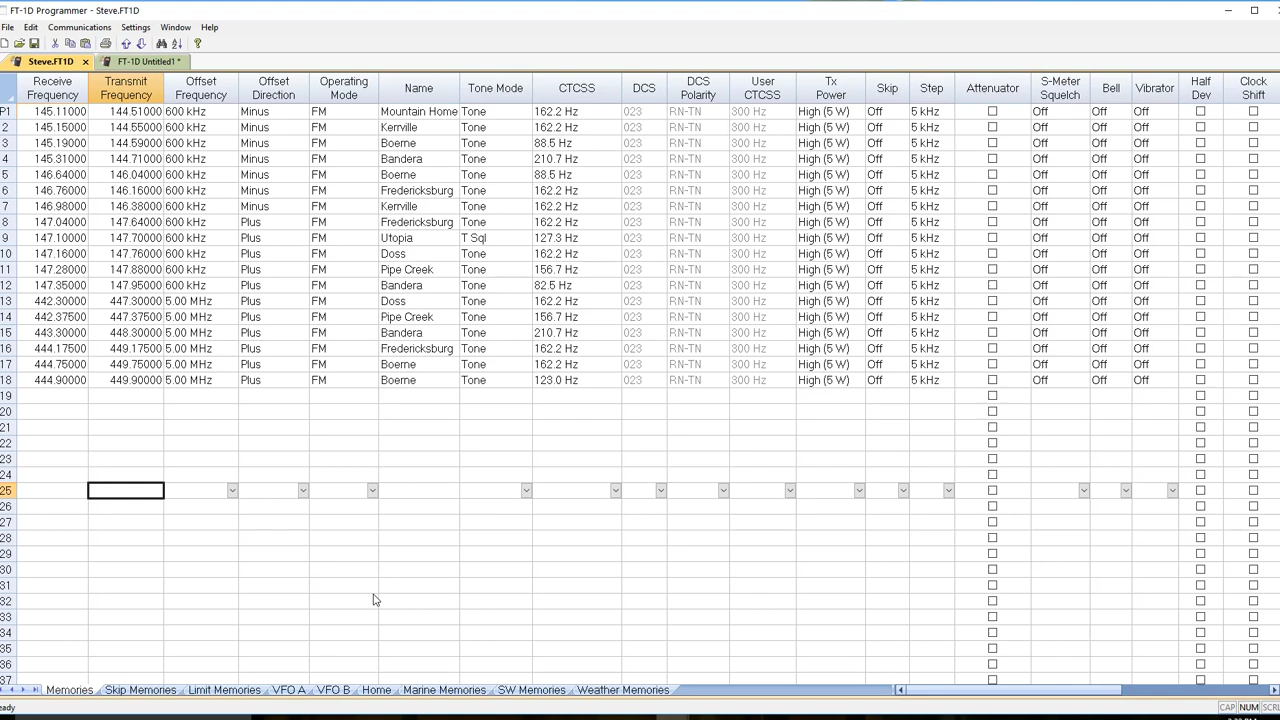 FT-1D Programmer - Steve.FT1D
File Edit Communications Settings Window Help
Steve.FT1D FT-1D Untitled1 *
Receive Frequency Transmit Frequency Offset Frequency Offset Direction Operating Mode Name Tone Mode CTCSS DCS DCS Polarity User CTCSS Tx Power Skip Step Attenuator S-Meter Squelch Bell Vibrator Half Dev Clock Shift
P1 145.11000 144.51000 600 kHz Minus FM Mountain Home Tone 162.2 Hz 023 RN-TN 300 Hz High (5 W) Off 5 kHz Off Off Off
2 145.15000 144.55000 600 kHz Minus FM Kerrville Tone 162.2 Hz 023 RN-TN 300 Hz High (5 W) Off 5 kHz Off Off Off
3 145.19000 144.59000 600 kHz Minus FM Boerne Tone 88.5 Hz 023 RN-TN 300 Hz High (5 W) Off 5 kHz Off Off Off
4 145.31000 144.71000 600 kHz Minus FM Bandera Tone 210.7 Hz 023 RN-TN 300 Hz High (5 W) Off 5 kHz Off Off Off
5 146.64000 146.04000 600 kHz Minus FM Boerne Tone 88.5 Hz 023 RN-TN 300 Hz High (5 W) Off 5 kHz Off Off Off
6 146.76000 146.16000 600 kHz Minus FM Fredericksburg Tone 162.2 Hz 023 RN-TN 300 Hz High (5 W) Off 5 kHz Off Off Off
7 146.98000 146.38000 600 kHz Minus FM Kerrville Tone 162.2 Hz 023 RN-TN 300 Hz High (5 W) Off 5 kHz Off Off Off
8 147.04000 147.64000 600 kHz Plus FM Fredericksburg Tone 162.2 Hz 023 RN-TN 300 Hz High (5 W) Off 5 kHz Off Off Off
9 147.10000 147.70000 600 kHz Plus FM Utopia T Sql 127.3 Hz 023 RN-TN 300 Hz High (5 W) Off 5 kHz Off Off Off
10 147.16000 147.76000 600 kHz Plus FM Doss Tone 162.2 Hz 023 RN-TN 300 Hz High (5 W) Off 5 kHz Off Off Off
11 147.28000 147.88000 600 kHz Plus FM Pipe Creek Tone 156.7 Hz 023 RN-TN 300 Hz High (5 W) Off 5 kHz Off Off Off
12 147.35000 147.95000 600 kHz Plus FM Bandera Tone 82.5 Hz 023 RN-TN 300 Hz High (5 W) Off 5 kHz Off Off Off
13 442.30000 447.30000 5.00 MHz Plus FM Doss Tone 162.2 Hz 023 RN-TN 300 Hz High (5 W) Off 5 kHz Off Off Off
14 442.37500 447.37500 5.00 MHz Plus FM Pipe Creek Tone 156.7 Hz 023 RN-TN 300 Hz High (5 W) Off 5 kHz Off Off Off
15 443.30000 448.30000 5.00 MHz Plus FM Bandera Tone 210.7 Hz 023 RN-TN 300 Hz High (5 W) Off 5 kHz Off Off Off
16 444.17500 449.17500 5.00 MHz Plus FM Fredericksburg Tone 162.2 Hz 023 RN-TN 300 Hz High (5 W) Off 5 kHz Off Off Off
17 444.75000 449.75000 5.00 MHz Plus FM Boerne Tone 162.2 Hz 023 RN-TN 300 Hz High (5 W) Off 5 kHz Off Off Off
18 444.90000 449.90000 5.00 MHz Plus FM Boerne Tone 123.0 Hz 023 RN-TN 300 Hz High (5 W) Off 5 kHz Off Off Off
19
20
21
22
23
24
25
26
27
28
29
30
31
32
33
34
35
36
37
Memories Skip Memories Limit Memories VFO A VFO B Home Marine Memories SW Memories Weather Memories
eady CAP NUM SCRL